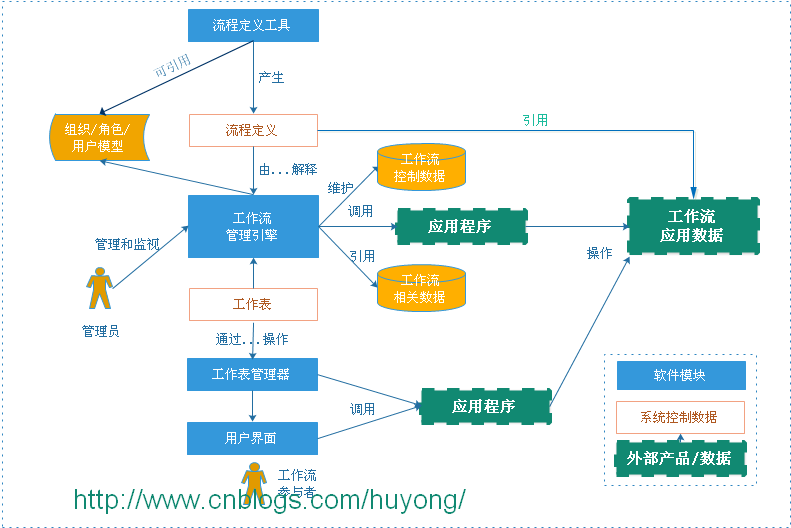 流程定义工具
可引用
产生
组织/角色/
用户模型
流程定义
引用
由...解释
工作流
控制数据
维护
工作流
管理引擎
调用
应用程序
工作流
应用数据
管理和监视
引用
操作
工作流
相关数据
管理员
工作表
通过...操作
工作表管理器
软件模块
调用
应用程序
系统控制数据
用户界面
外部产品/数据
工作流
参与者
http://www.cnblogs.com/huyong/